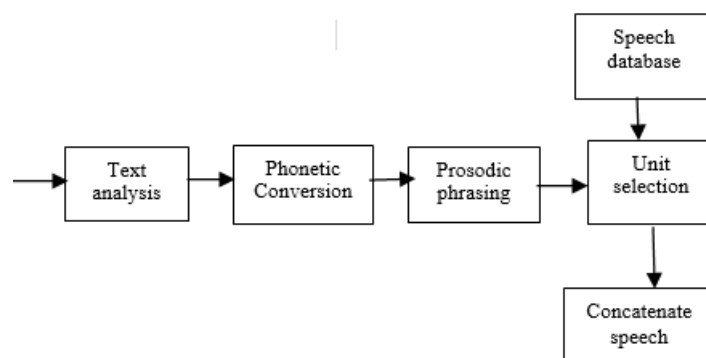 Speech
database
Text
analysis
Phonetic
Conversion
Prosodic
phrasing
Unit
selection
Concatenate
speech